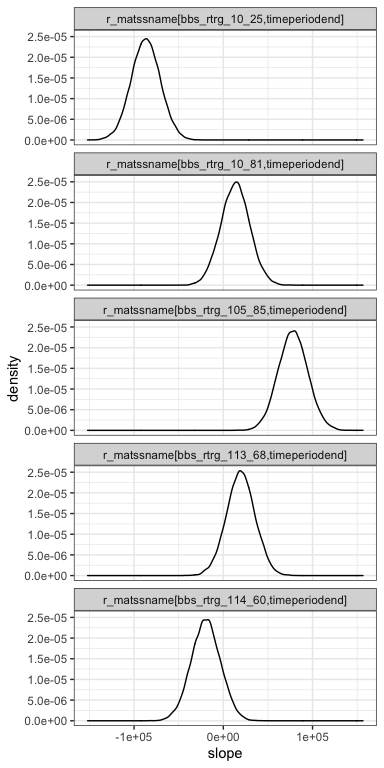 r_matssname[bbs_rtrg_10_25,timeperiodend]
2.5e-05
2.0e-05
1.5e-05
1.0e-05
5.0e-06
0.0e+00
r_matssname[bbs_rtrg_10_81,timeperiodend]
2.5e-05
2.0e-05
1.5e-05
1.0e-05
5.0e-06
0.0e+00
r_matssname[bbs_rtrg_105_85,timeperiodend]
2.5e-05
2.0e-05
1.5e-05
1.0e-05
5.0e-06
0.0e+00
density
r_matssname[bbs_rtrg_113_68,timeperiodend]
2.5e-05
2.0e-05
1.5e-05
1.0e-05
5.0e-06
0.0e+00
r_matssname[bbs_rtrg_114_60,timeperiodend]
2.5e-05
2.0e-05
1.5e-05
1.0e-05
5.0e-06
0.0e+00
-1e+05 0e+00 1e+05
slope